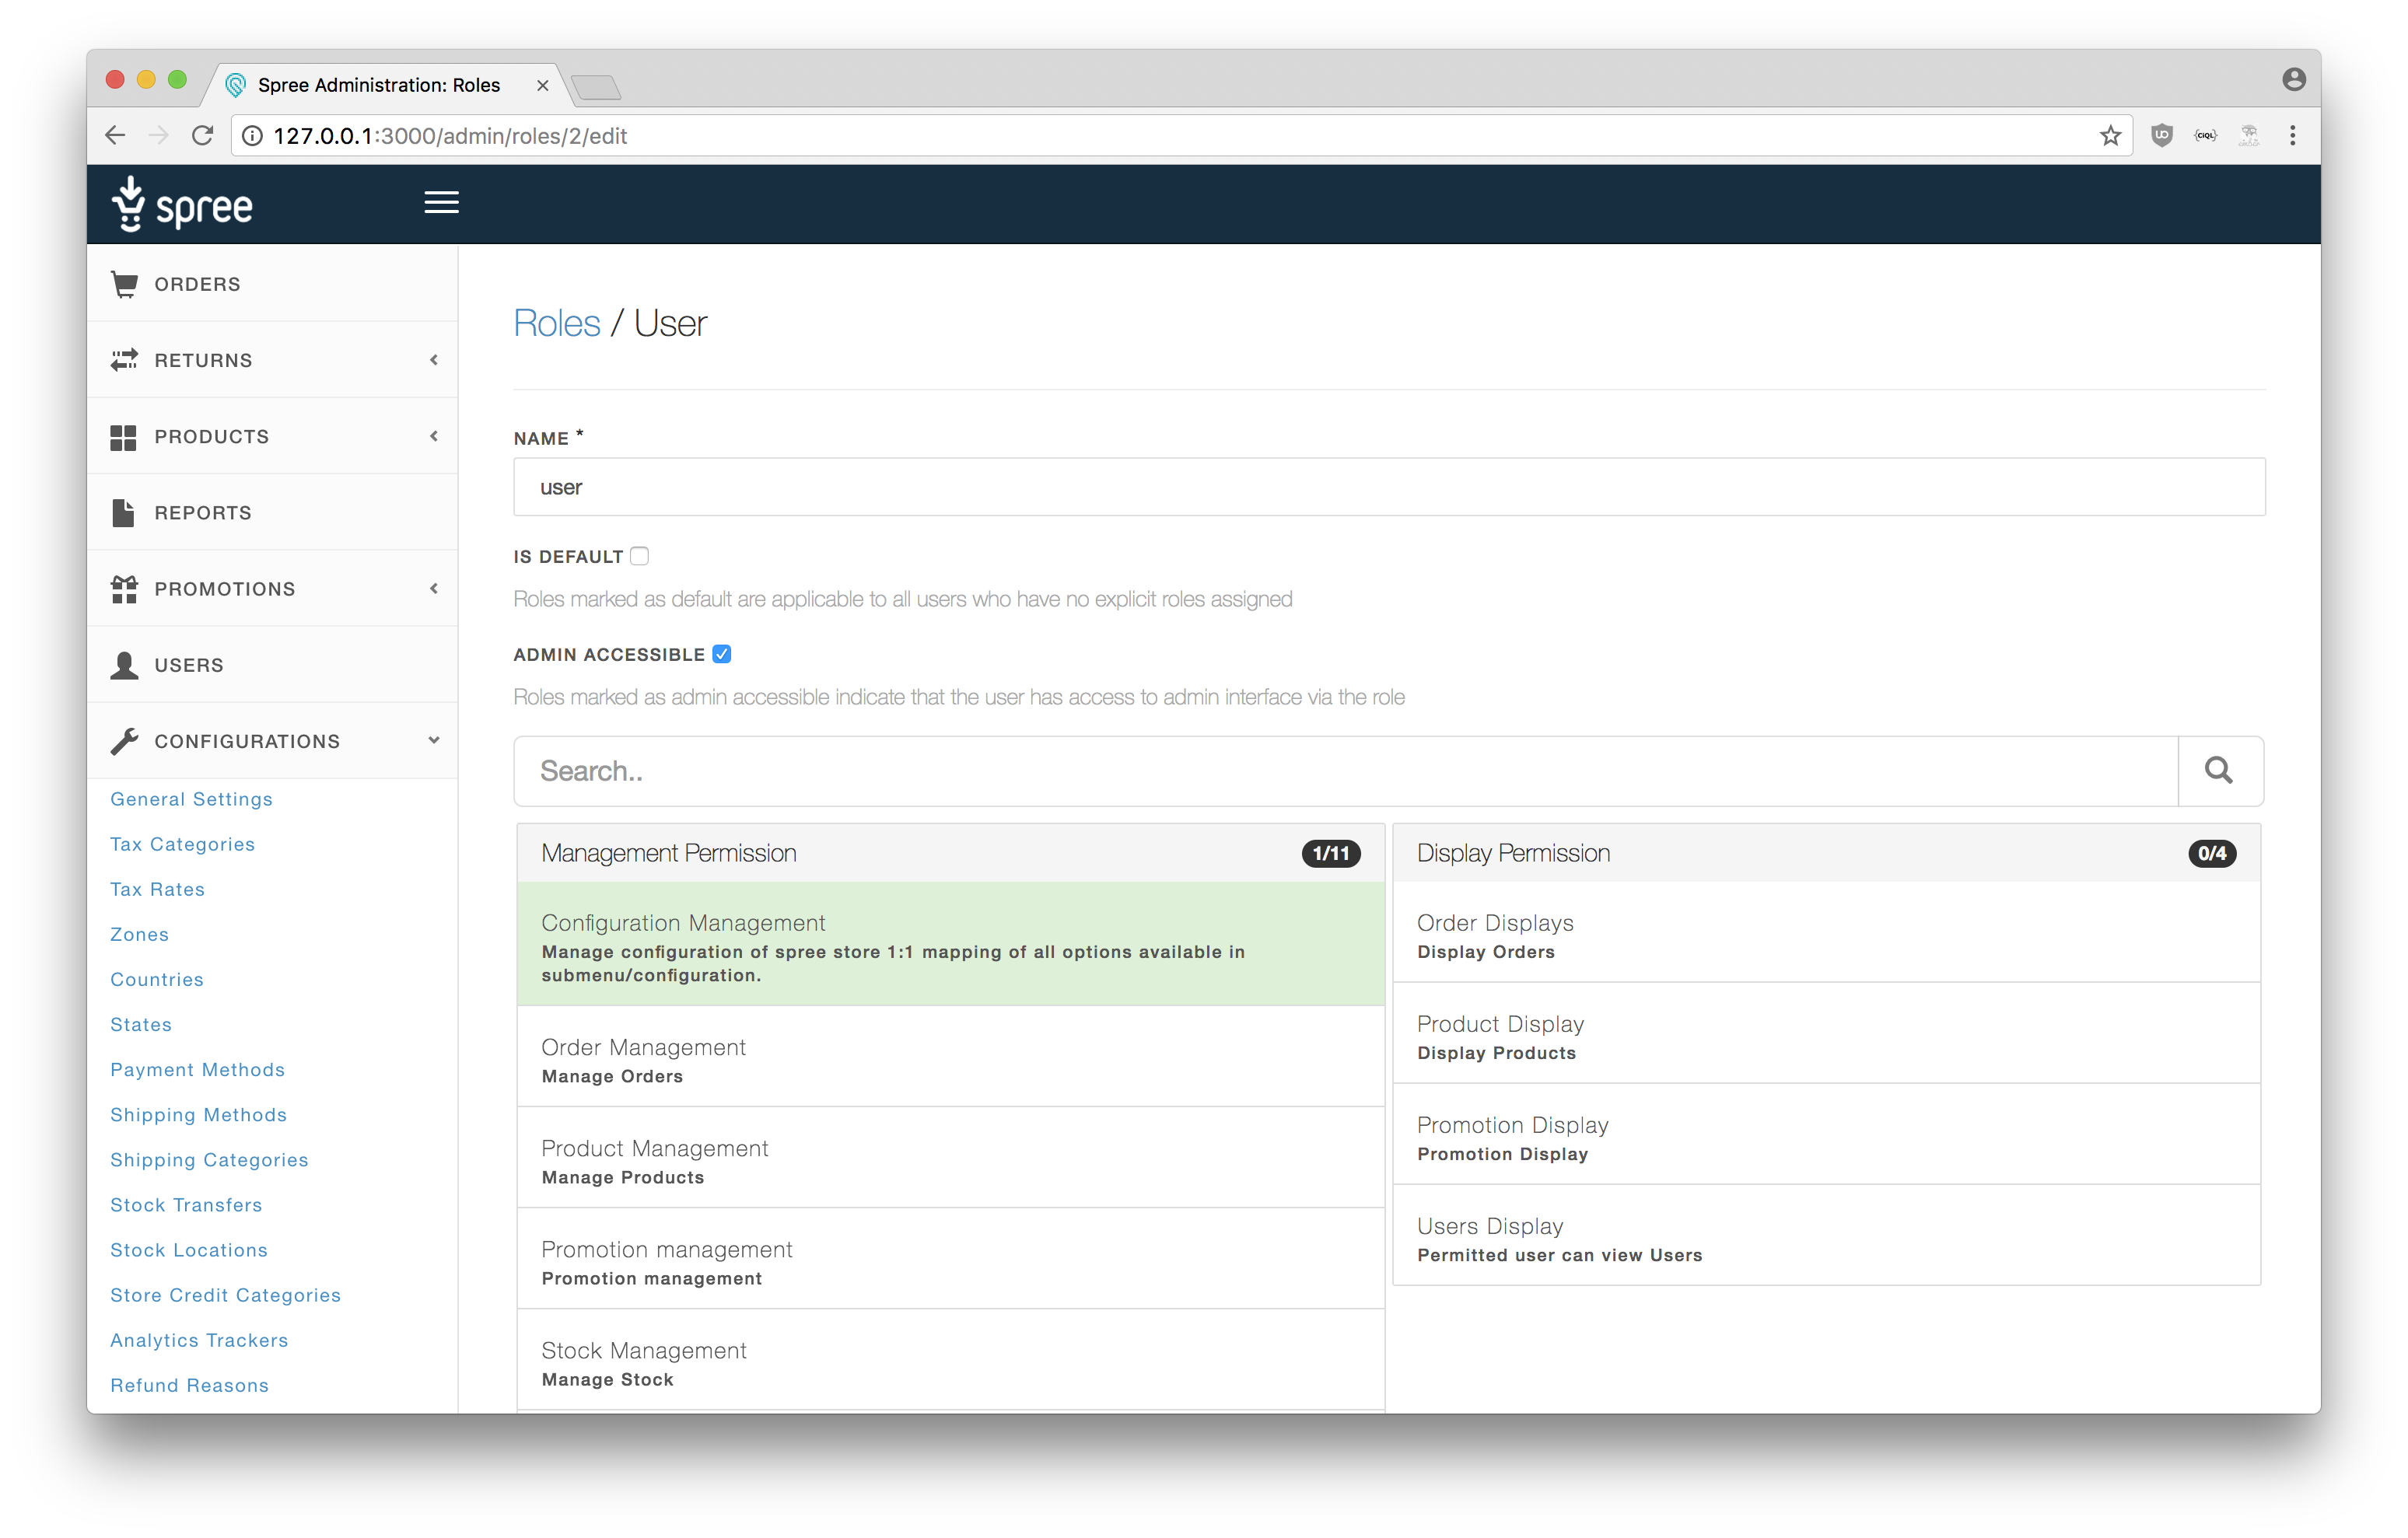 Spree Administration: Roles
127.0.0.1:3000/admin/roles/2/edit
spree
ORDERS
RETURNS
PRODUCTS
REPORTS
PROMOTIONS
USERS
CONFIGURATIONS
General Settings
Tax Categories
Tax Rates
Zones
Countries
States
Payment Methods
Shipping Methods
Shipping Categories
Stock Transfers
Stock Locations
Store Credit Categories
Analytics Trackers
Refund Reasons
Roles / User
NAME *
user
IS DEFAULT
Roles marked as default are applicable to all users who have no explicit roles assigned
ADMIN ACCESSIBLE
Roles marked as admin accessible indicate that the user has access to admin interface via the role
Search..
Management Permission 1/11
Configuration Management
Manage configuration of spree store 1:1 mapping of all options available in
submenu/configuration.
Order Management
Manage Orders
Product Management
Manage Products
Promotion management
Promotion management
Stock Management
Manage Stock
Display Permission 0/4
Order Displays
Display Orders
Product Display
Display Products
Promotion Display
Promotion Display
Users Display
Permitted user can view Users